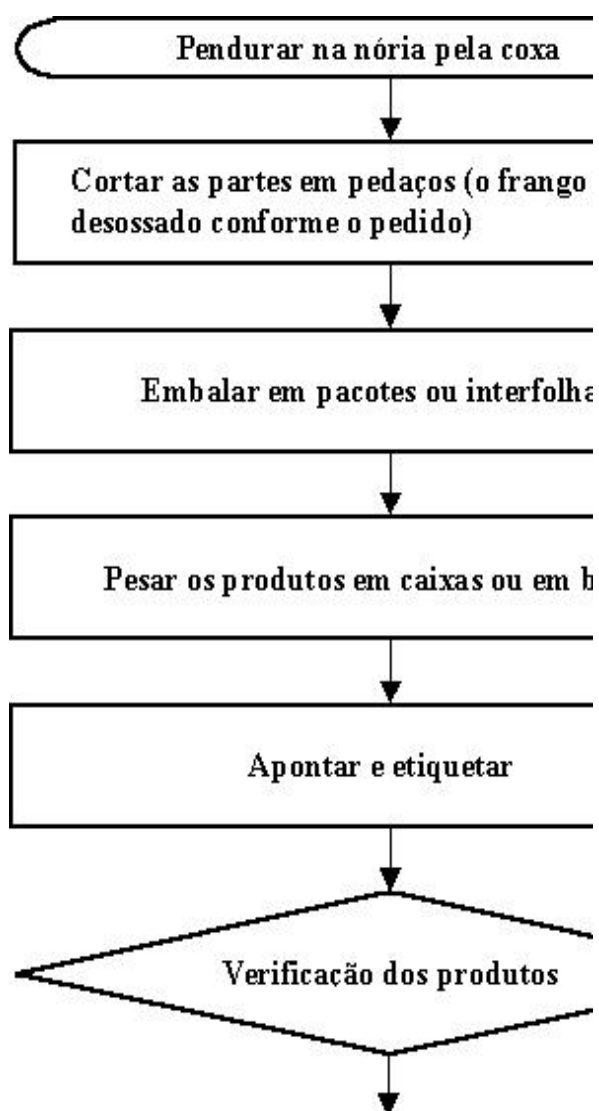 Pendurar na nória pela coxa
Cortar as partes em pedaços (o frango
desossado conforme o pedido)
Embalar em pacotes ou
Pesar os produtos em caixas ou em
Apontar e etiquetar
Verificação dos produtos